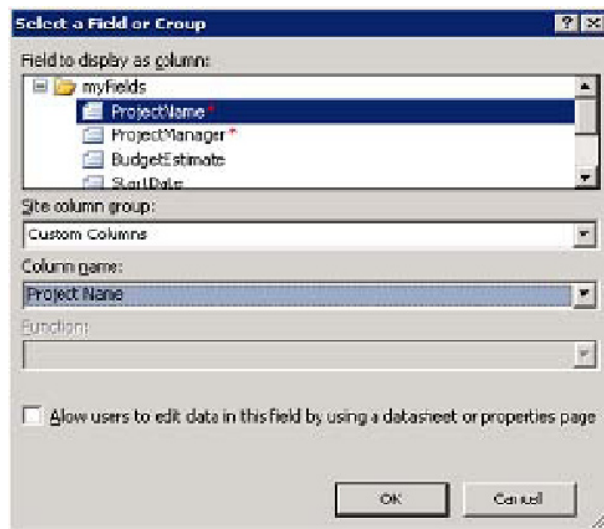 Select a Field or Group
Field to display as column:
myFields
ProjectName*
ProjectManager*
BudgetEstimate
StartDate
Site column group:
Custom Columns
Column name:
Project Name
Function:
Allow users to edit data in this field by using a datasheet or properties page
OK
Cancel